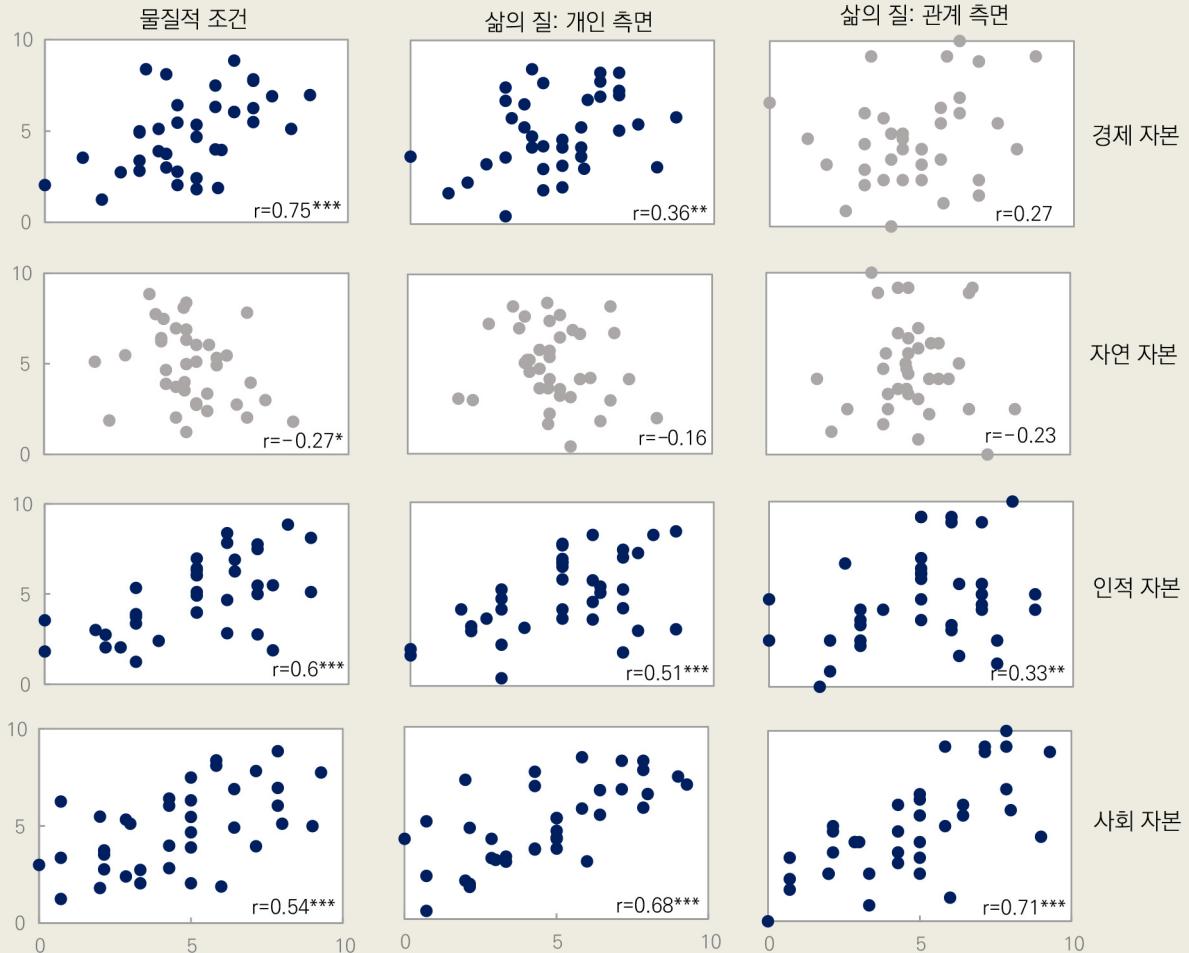 물질적 조건
삶의 질: 개인 측면
삶의 질: 관계 측면
10
5
0
r=0.75***
r=0.36**
r=0.27
경제 자본
10
5
0
r=-0.27*
r=-0.16
r=-0.23
자연 자본
10
5
0
r=0.6***
r=0.51***
r=0.33**
인적 자본
10
5
0
r=0.54***
r=0.68***
r=0.71***
사회 자본
0 5 10
0 5 10
0 5 10